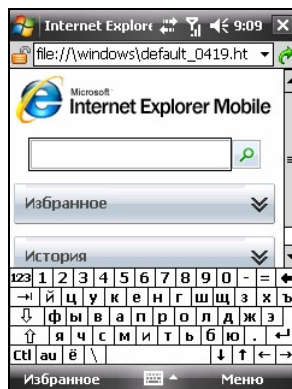 Internet Explore 9:09
file://\windows\default_0419.ht
Microsoft
Internet Explorer Mobile
Избранное
История
123 1 2 3 4 5 6 7 8 9 0 - =
й ц у к е н г ш щ з х ъ
ф ы в а п р о л д ж э
я ч с м и т ь б ю .
Ctl au ё \
Избранное Меню